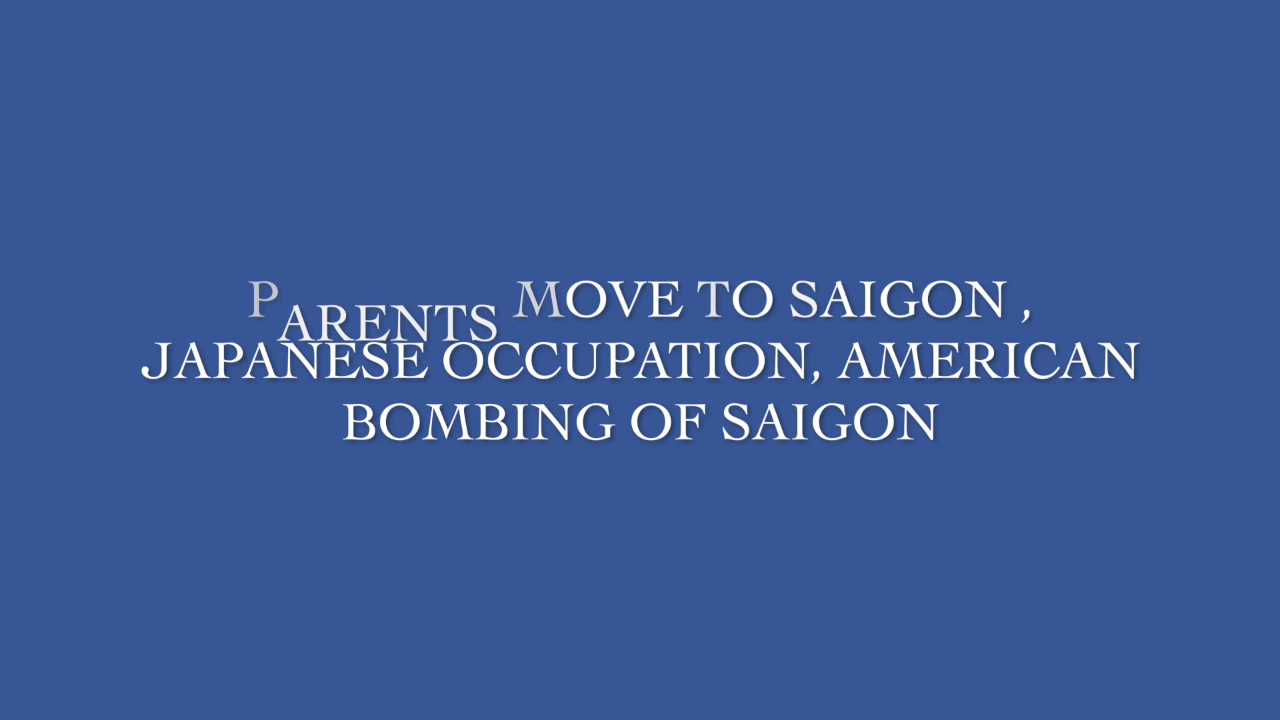 PARENTS MOVE TO SAIGON ,
JAPANESE OCCUPATION, AMERICAN
BOMBING OF SAIGON